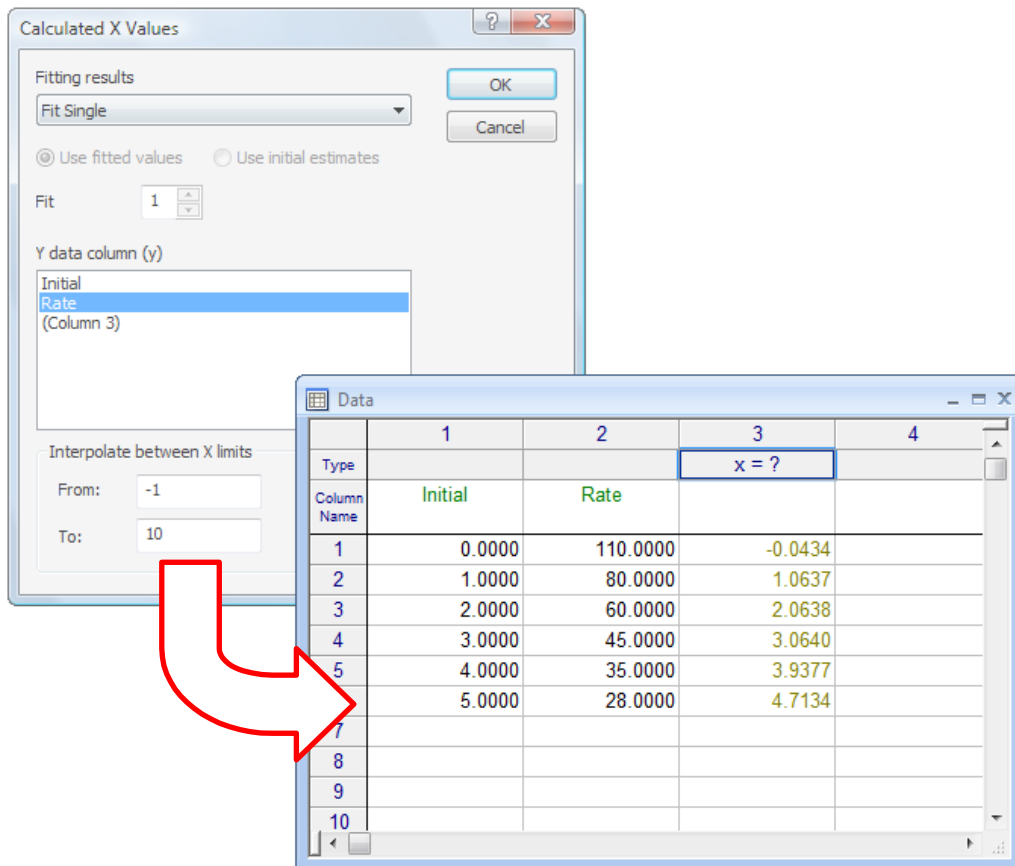 Calculated X Values
Fitting results
Fit Single
OK
Cancel
Use fitted values Use initial estimates
Fit 1
Y data column (y)
Initial
Rate
(Column 3)
Interpolate between X limits
From: -1
To: 10
Data
1 2 3 4
Type x = ?
Column Name Initial Rate
1 0.0000 110.0000 -0.0434
2 1.0000 80.0000 1.0637
3 2.0000 60.0000 2.0638
4 3.0000 45.0000 3.0640
5 4.0000 35.0000 3.9377
5.0000 28.0000 4.7134
7
8
9
10